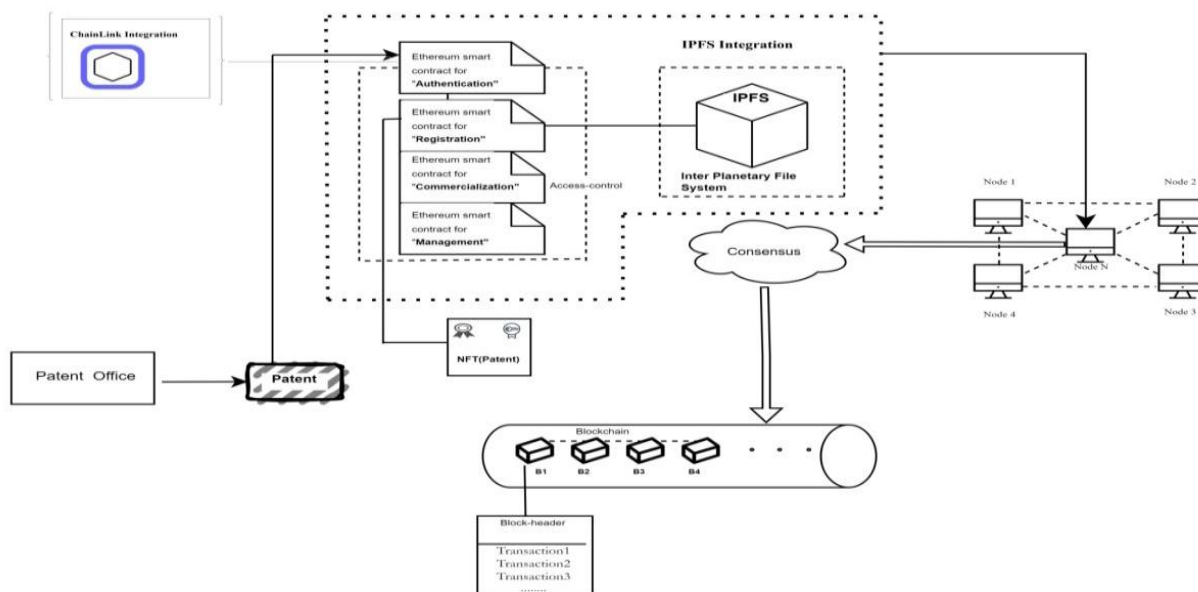 ChainLink Integration
IPFS Integration
Ethereum smart
contract for
"Authentication"
Ethereum smart
contract for
"Registration"
Ethereum smart
contract for
"Commercialization"
Access-control
Ethereum smart
contract for
"Management"
IPFS
Inter Planetary File
System
Node 1
Node 2
Node N
Node 4
Node 3
Consensus
NFT(Patent)
Patent Office
Patent
Blockchain
B1
B2
B3
B4
Block-header
Transaction1
Transaction2
Transaction3
........